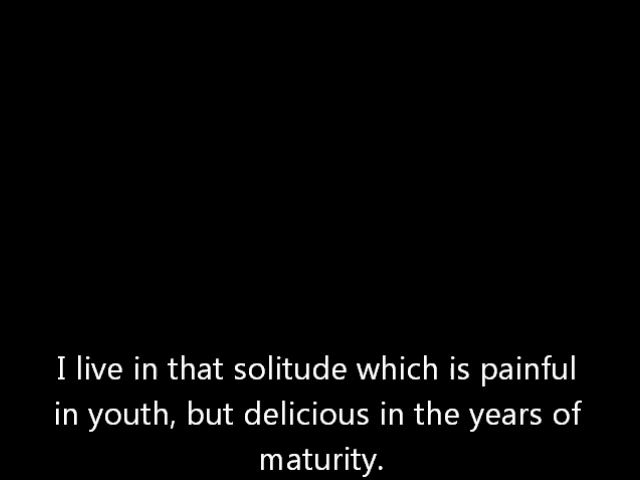 I live in that solitude which is painful
in youth, but delicious in the years of
maturity.